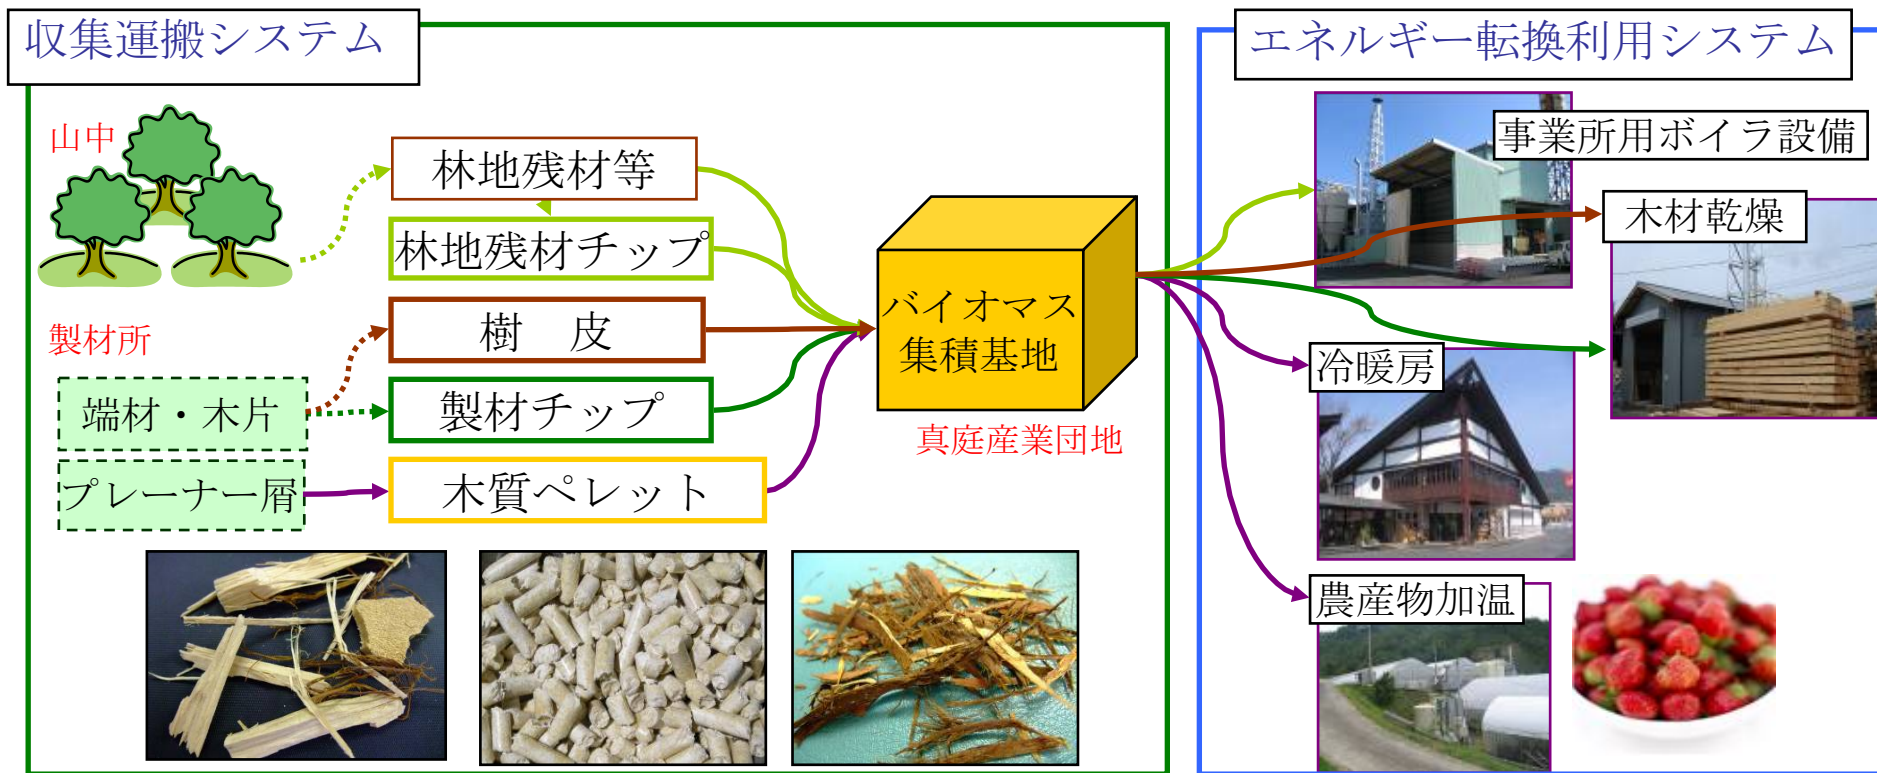 収集運搬システム
エネルギー転換利用システム
山中
林地残材等
林地残材チップ
製材所
樹　皮
端材・木片
製材チップ
プレーナー屑
木質ペレット
バイオマス
集積基地
真庭産業団地
事業所用ボイラ設備
木材乾燥
冷暖房
農産物加温